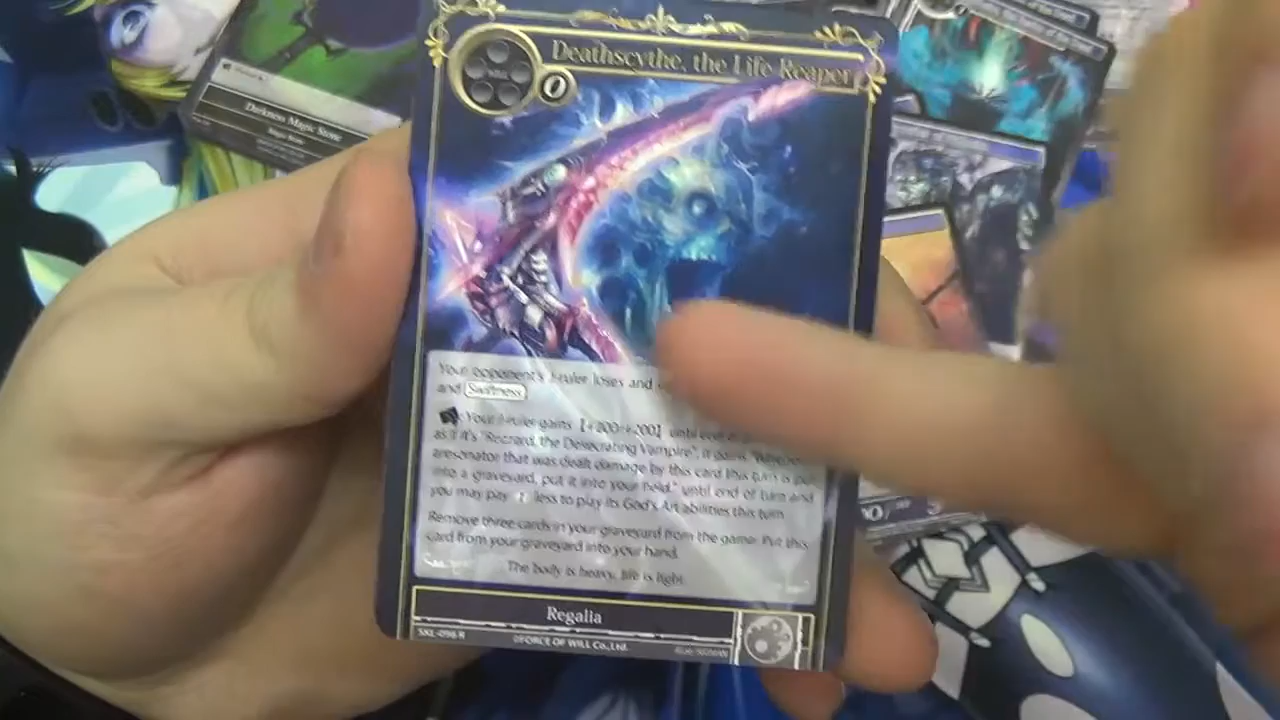 Deathscythe, the Life Reaper
0
Darkness Magic Stone
Your opponent's J-ruler loses and
and Swiftness
Your J-ruler gains [+200/+200] until
as if it's "Rezzard, the Desecrating Vampire", it gains
a resonator that was dealt damage by this card this turn is put
into a graveyard, put it into your field." until end of turn and
you may pay 1 less to play its God's Art abilities this turn.
Remove three cards in your graveyard from the game: Put this
card from your graveyard into your hand.
The body is heavy, life is light.
Regalia
SKL-096 R
©FORCE OF WILL Co.,Ltd.